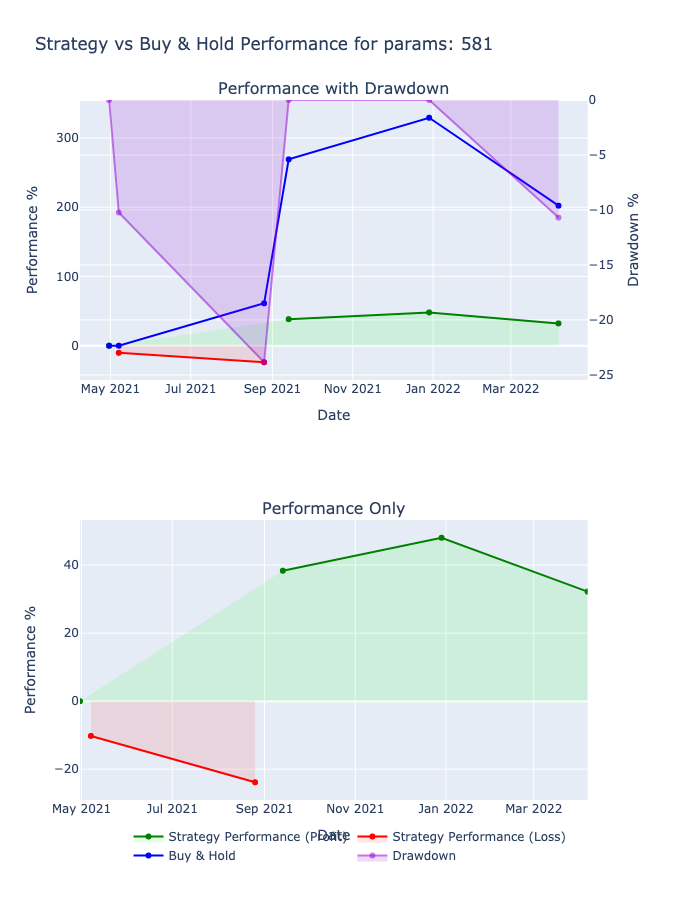 Strategy vs Buy & Hold Performance for params: 581
Performance with Drawdown
300
200
100
0
Performance %
0
−5
−10
−15
−20
−25
Drawdown %
May 2021 Jul 2021 Sep 2021 Nov 2021 Jan 2022 Mar 2022
Date
Performance Only
40
20
0
−20
Performance %
May 2021 Jul 2021 Sep 2021 Nov 2021 Jan 2022 Mar 2022
Date
Strategy Performance (Profit) Strategy Performance (Loss)
Buy & Hold Drawdown